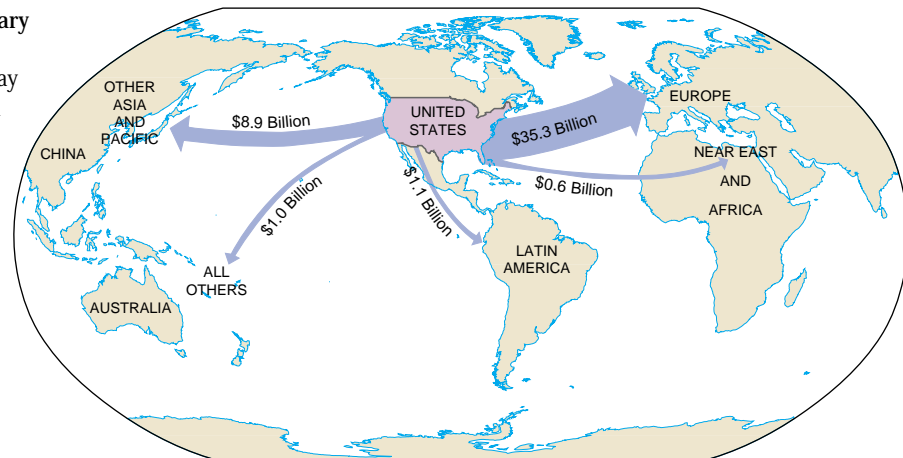 ary
ay
OTHER
ASIA
AND
PACIFIC
CHINA
$8.9 Billion
UNITED
STATES
$35.3 Billion
EUROPE
NEAR EAST
AND
AFRICA
$0.6 Billion
$1.0 Billion
$1.1 Billion
ALL
OTHERS
LATIN
AMERICA
AUSTRALIA